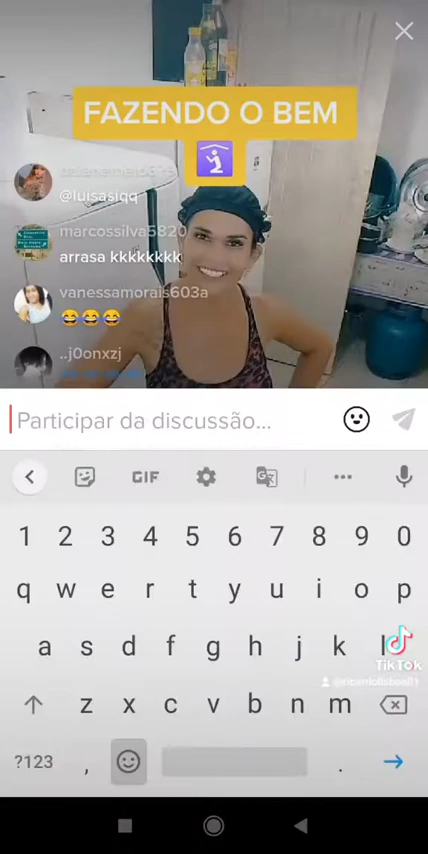 FAZENDO O BEM
🛐
@luisasiqq
marcossilva5820
arrasa kkkkkkkk
vanessamorais603a
😂😂😂
..j0onxzj
Participar da discussão...
GIF
1 2 3 4 5 6 7 8 9 0
q w e r t y u i o p
a s d f g h j k l
TikTok
z x c v b n m
?123 , .